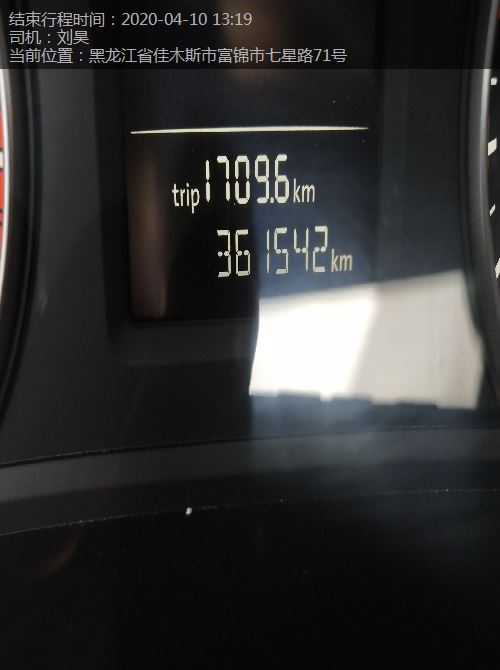 结束行程时间：2020-04-10 13:19
司机：刘昊
当前位置：黑龙江省佳木斯市富锦市七星路71号
trip 1709.6 km
361542 km